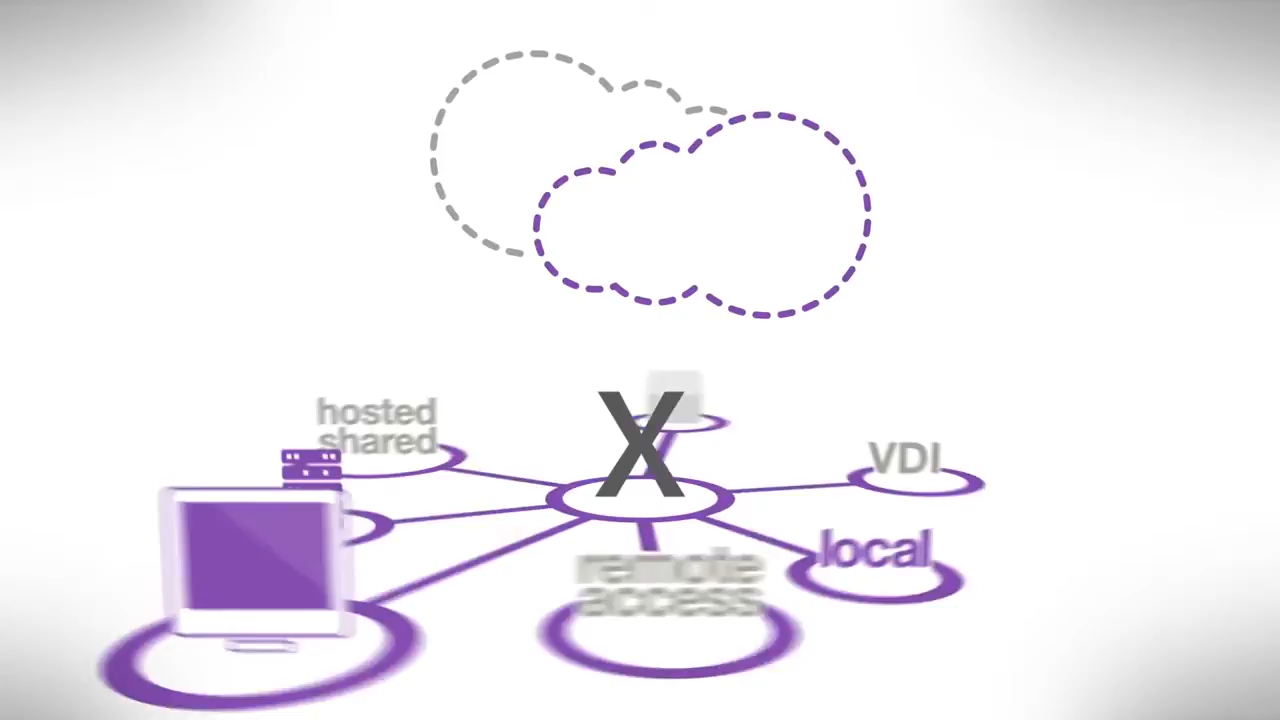 hosted
shared
X
VDI
local
remote
access